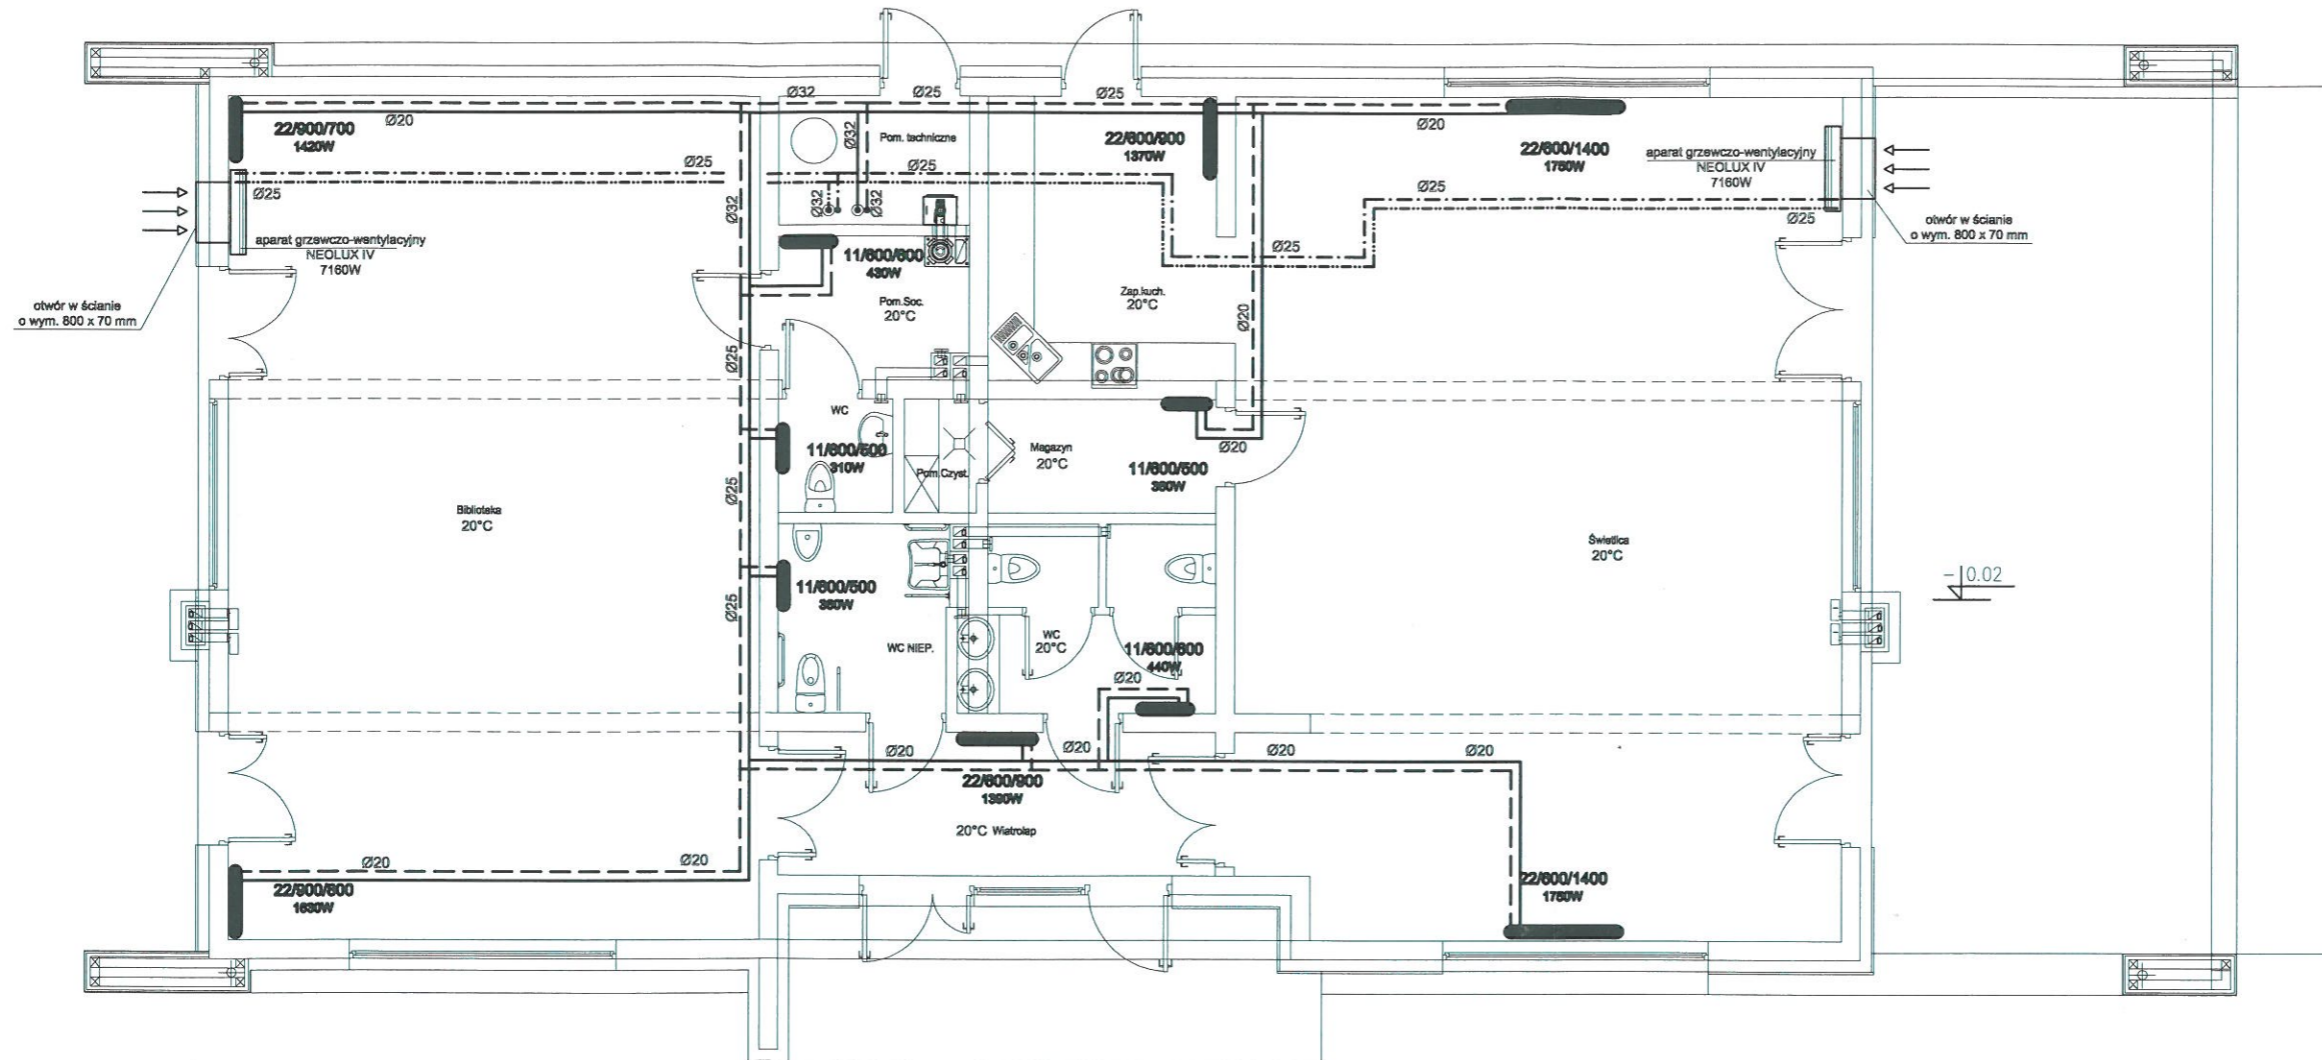 Ø32
Ø25
Ø25
Ø20
22/900/700
1420W
Ø32
Pom. techniczne
22/600/900
1370W
Ø20
22/600/1400
1760W
aparat grzewczo-wentylacyjny
NEOLUX IV
7160W
Ø25
Ø25
Ø25
Ø25
Ø32
Ø32
Ø32
Ø25
otwór w ścianie
o wym. 800 x 70 mm
aparat grzewczo-wentylacyjny
NEOLUX IV
7160W
11/600/600
430W
Ø25
otwór w ścianie
o wym. 800 x 70 mm
Pom.Soc.
20°C
Zap.kuch.
20°C
Ø20
Ø25
WC
11/600/500
310W
Pom.Czyst.
Magazyn
20°C
Ø20
11/600/500
360W
Ø25
Biblioteka
20°C
Świetlica
20°C
-0.02
11/600/500
360W
Ø25
WC NIEP.
WC
20°C
11/600/600
440W
Ø20
Ø20
Ø20
Ø20
Ø20
22/600/900
1390W
20°C Wiatrołap
Ø20
Ø20
22/900/800
1630W
22/600/1400
1760W